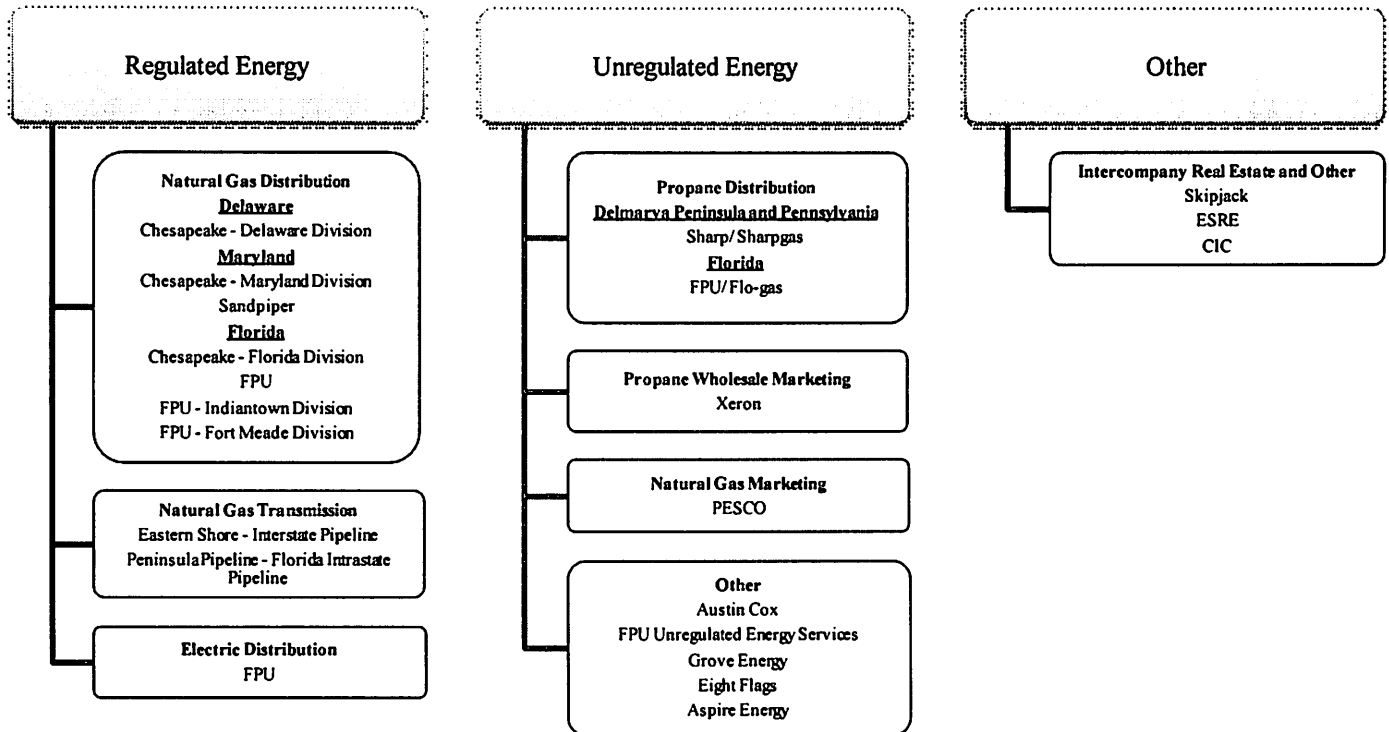 Regulated Energy
Natural Gas Distribution
Delaware
Chesapeake - Delaware Division
Maryland
Chesapeake - Maryland Division
Sandpiper
Florida
Chesapeake - Florida Division
FPU
FPU - Indiantown Division
FPU - Fort Meade Division
Natural Gas Transmission
Eastern Shore - Interstate Pipeline
Peninsula Pipeline - Florida Intrastate
Pipeline
Electric Distribution
FPU
Unregulated Energy
Propane Distribution
Delmarva Peninsula and Pennsylvania
Sharp/ Sharpgas
Florida
FPU/ Flo-gas
Propane Wholesale Marketing
Xeron
Natural Gas Marketing
PESCO
Other
Austin Cox
FPU Unregulated Energy Services
Grove Energy
Eight Flags
Aspire Energy
Other
Intercompany Real Estate and Other
Skipjack
ESRE
CIC